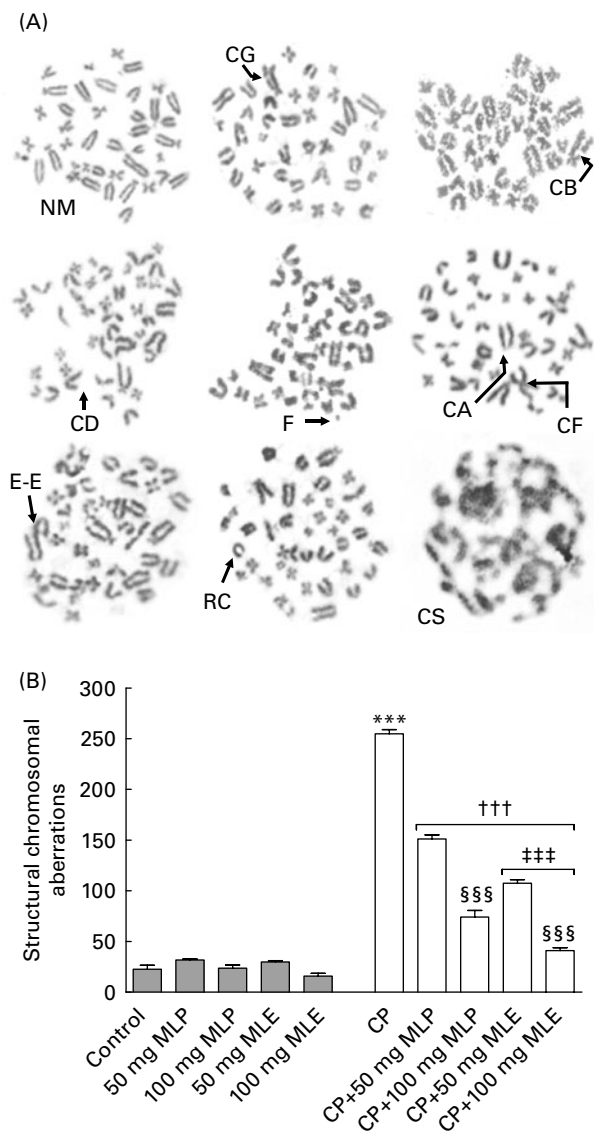 (A)
CG
NM
CB
CD
F
CA
CF
E-E
RC
CS
(B)
Structural chromosomal
aberrations
300
250
200
150
100
50
0
***
†††
§§§
‡‡‡
§§§
Control
50 mg MLP
100 mg MLP
50 mg MLE
100 mg MLE
CP
CP+50 mg MLP
CP+100 mg MLP
CP+50 mg MLE
CP+100 mg MLE